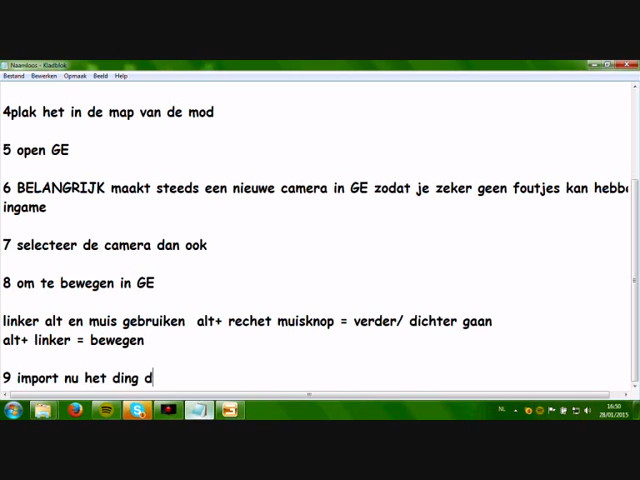 Naamloos - Kladblok
Bestand Bewerken Opmaak Beeld Help
4plak het in de map van de mod
5 open GE
6 BELANGRIJK maakt steeds een nieuwe camera in GE zodat je zeker geen foutjes kan hebbe
ingame
7 selecteer de camera dan ook
8 om te bewegen in GE
linker alt en muis gebruiken alt+ rechet muisknop = verder/ dichter gaan
alt+ linker = bewegen
9 import nu het ding d
NL
16:50
28/01/2015